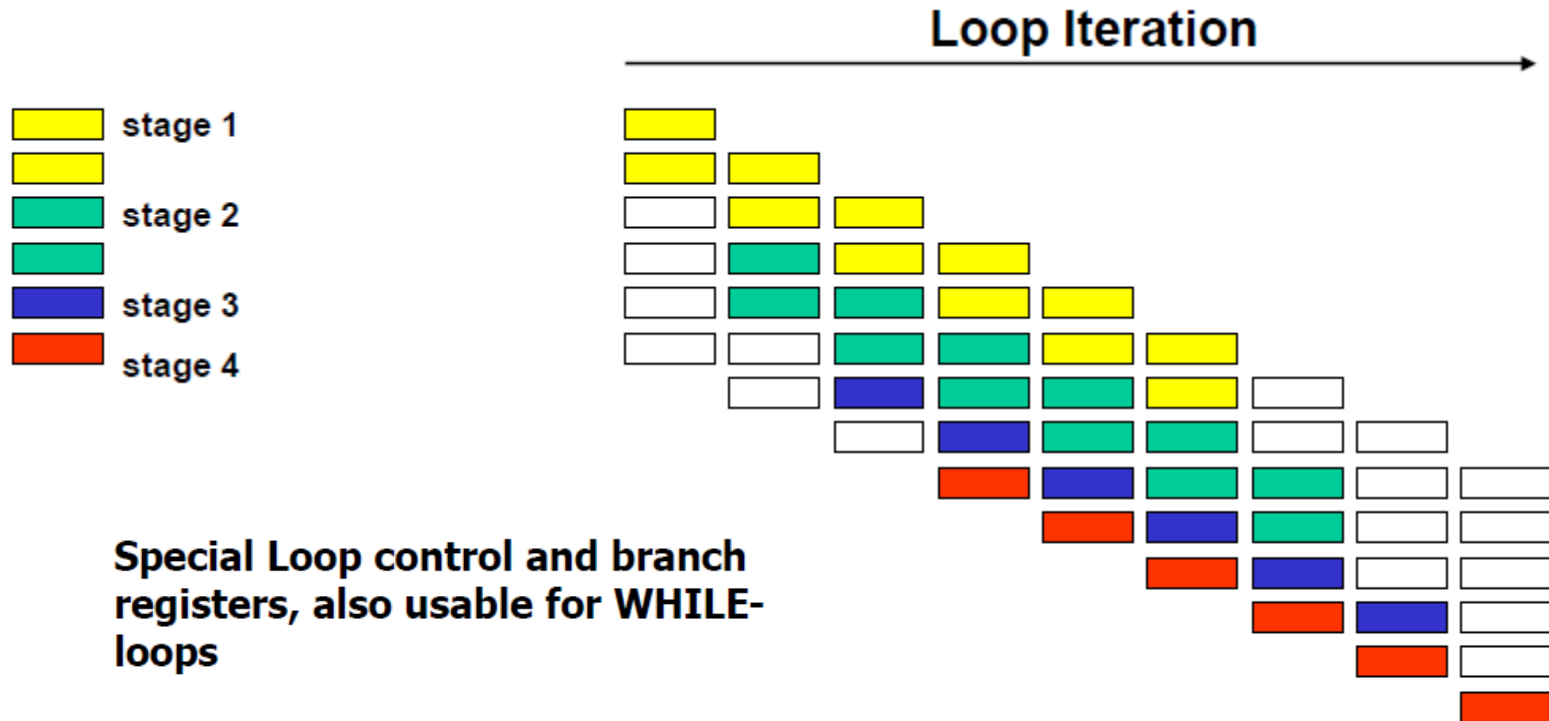 Loop Iteration
stage 1
stage 2
stage 3
stage 4
Special Loop control and branch
registers, also usable for WHILE-
loops